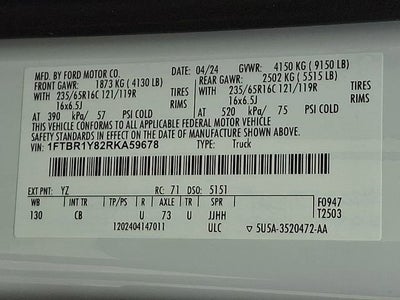 MFD. BY FORD MOTOR CO. 04/24 GVWR: 4150 KG ( 9150 LB)
FRONT GAWR: 1873 KG ( 4130 LB) REAR GAWR: 2502 KG ( 5515 LB)
WITH 235/65R16C 121/119R TIRES WITH 235/65R16C 121/119R TIRES
16x6.5J RIMS 16x6.5J RIMS
AT 390 kPa/ 57 PSI COLD AT 520 kPa/ 75 PSI COLD
THIS VEHICLE CONFORMS TO ALL APPLICABLE FEDERAL MOTOR VEHICLE
SAFETY STANDARDS IN EFFECT ON THE DATE OF MANUFACTURE SHOWN ABOVE.
VIN: 1FTBR1Y82RKA59678 TYPE: Truck
EXT PNT: YZ RC: 71 DSO: 5151
WB R AXLE TR SPR F0947
130 CB U 73 U JJHH T2503
1202404147011 ULC ▽ 5U5A-3520472-AA